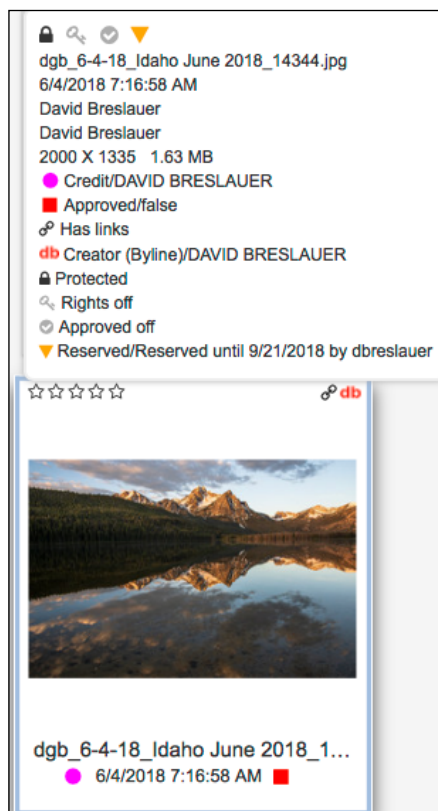 dgb_6-4-18_Idaho June 2018_14344.jpg
6/4/2018 7:16:58 AM
David Breslauer
David Breslauer
2000 X 1335 1.63 MB
Credit/DAVID BRESLAUER
Approved/false
Has links
db Creator (Byline)/DAVID BRESLAUER
Protected
Rights off
Approved off
Reserved/Reserved until 9/21/2018 by dbreslauer
db
dgb_6-4-18_Idaho June 2018_1...
6/4/2018 7:16:58 AM